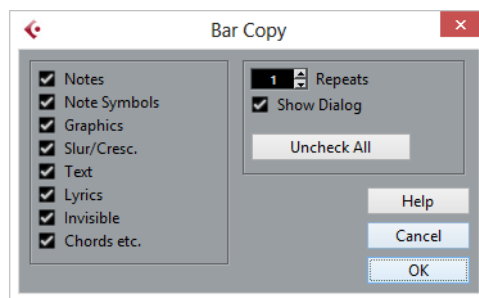 Bar Copy
Notes
Note Symbols
Graphics
Slur/Cresc.
Text
Lyrics
Invisible
Chords etc.
1 Repeats
Show Dialog
Uncheck All
Help
Cancel
OK